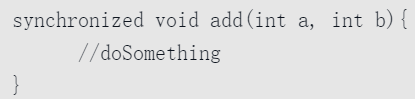 synchronized void add(int a, int b){
//doSomething
}